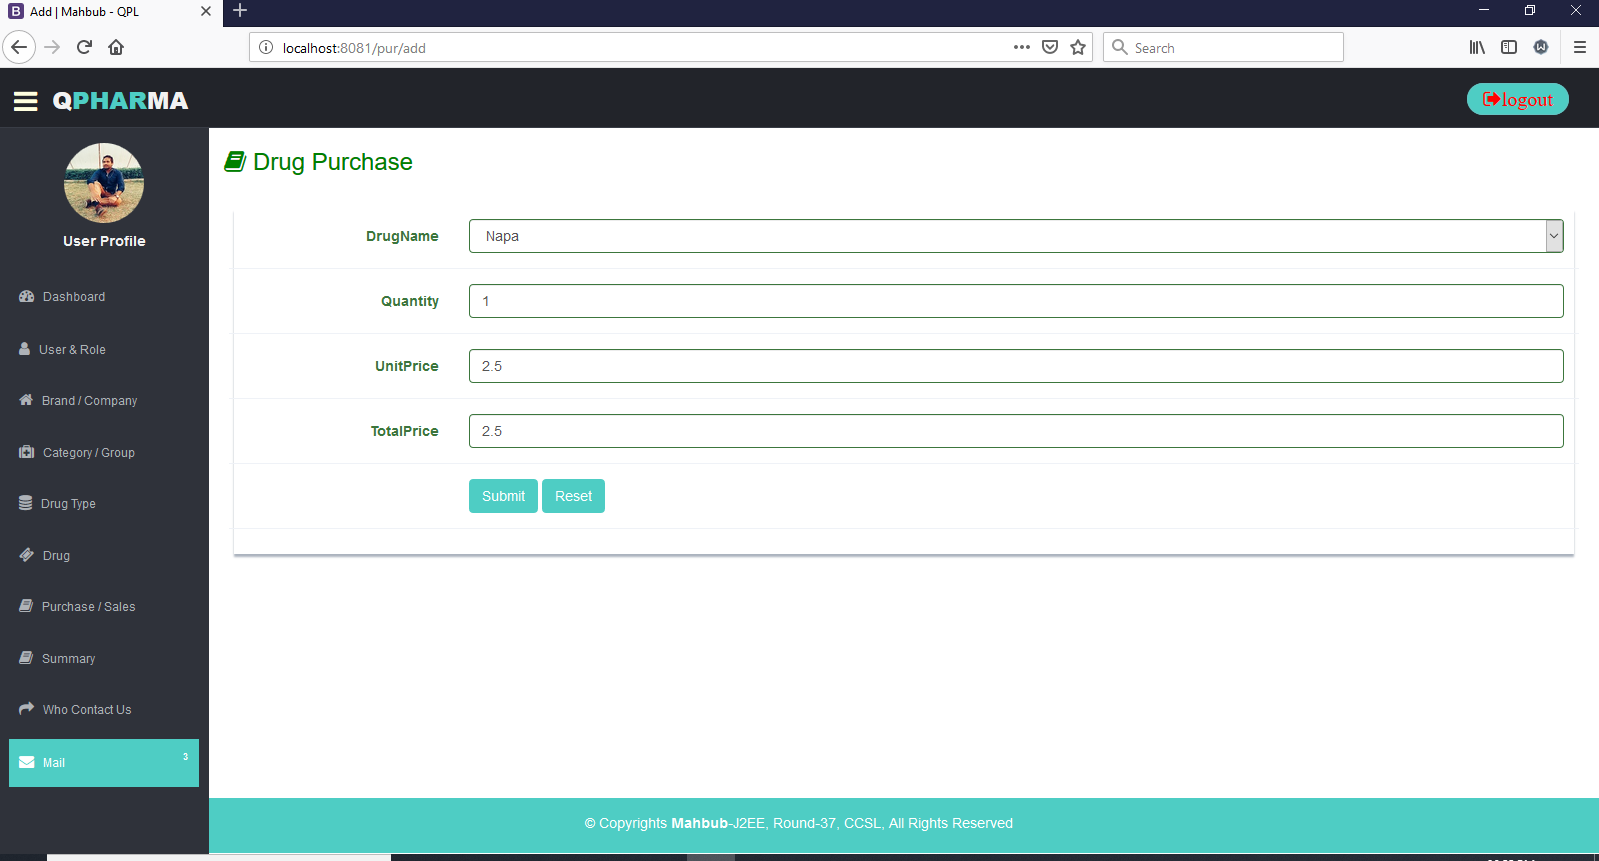 Add | Mahbub - QPL
localhost:8081/pur/add
Search
QPHARMA
logout
User Profile
Dashboard
User & Role
Brand / Company
Category / Group
Drug Type
Drug
Purchase / Sales
Summary
Who Contact Us
Mail 3
Drug Purchase
DrugName Napa
Quantity 1
UnitPrice 2.5
TotalPrice 2.5
Submit Reset
© Copyrights Mahbub-J2EE, Round-37, CCSL, All Rights Reserved